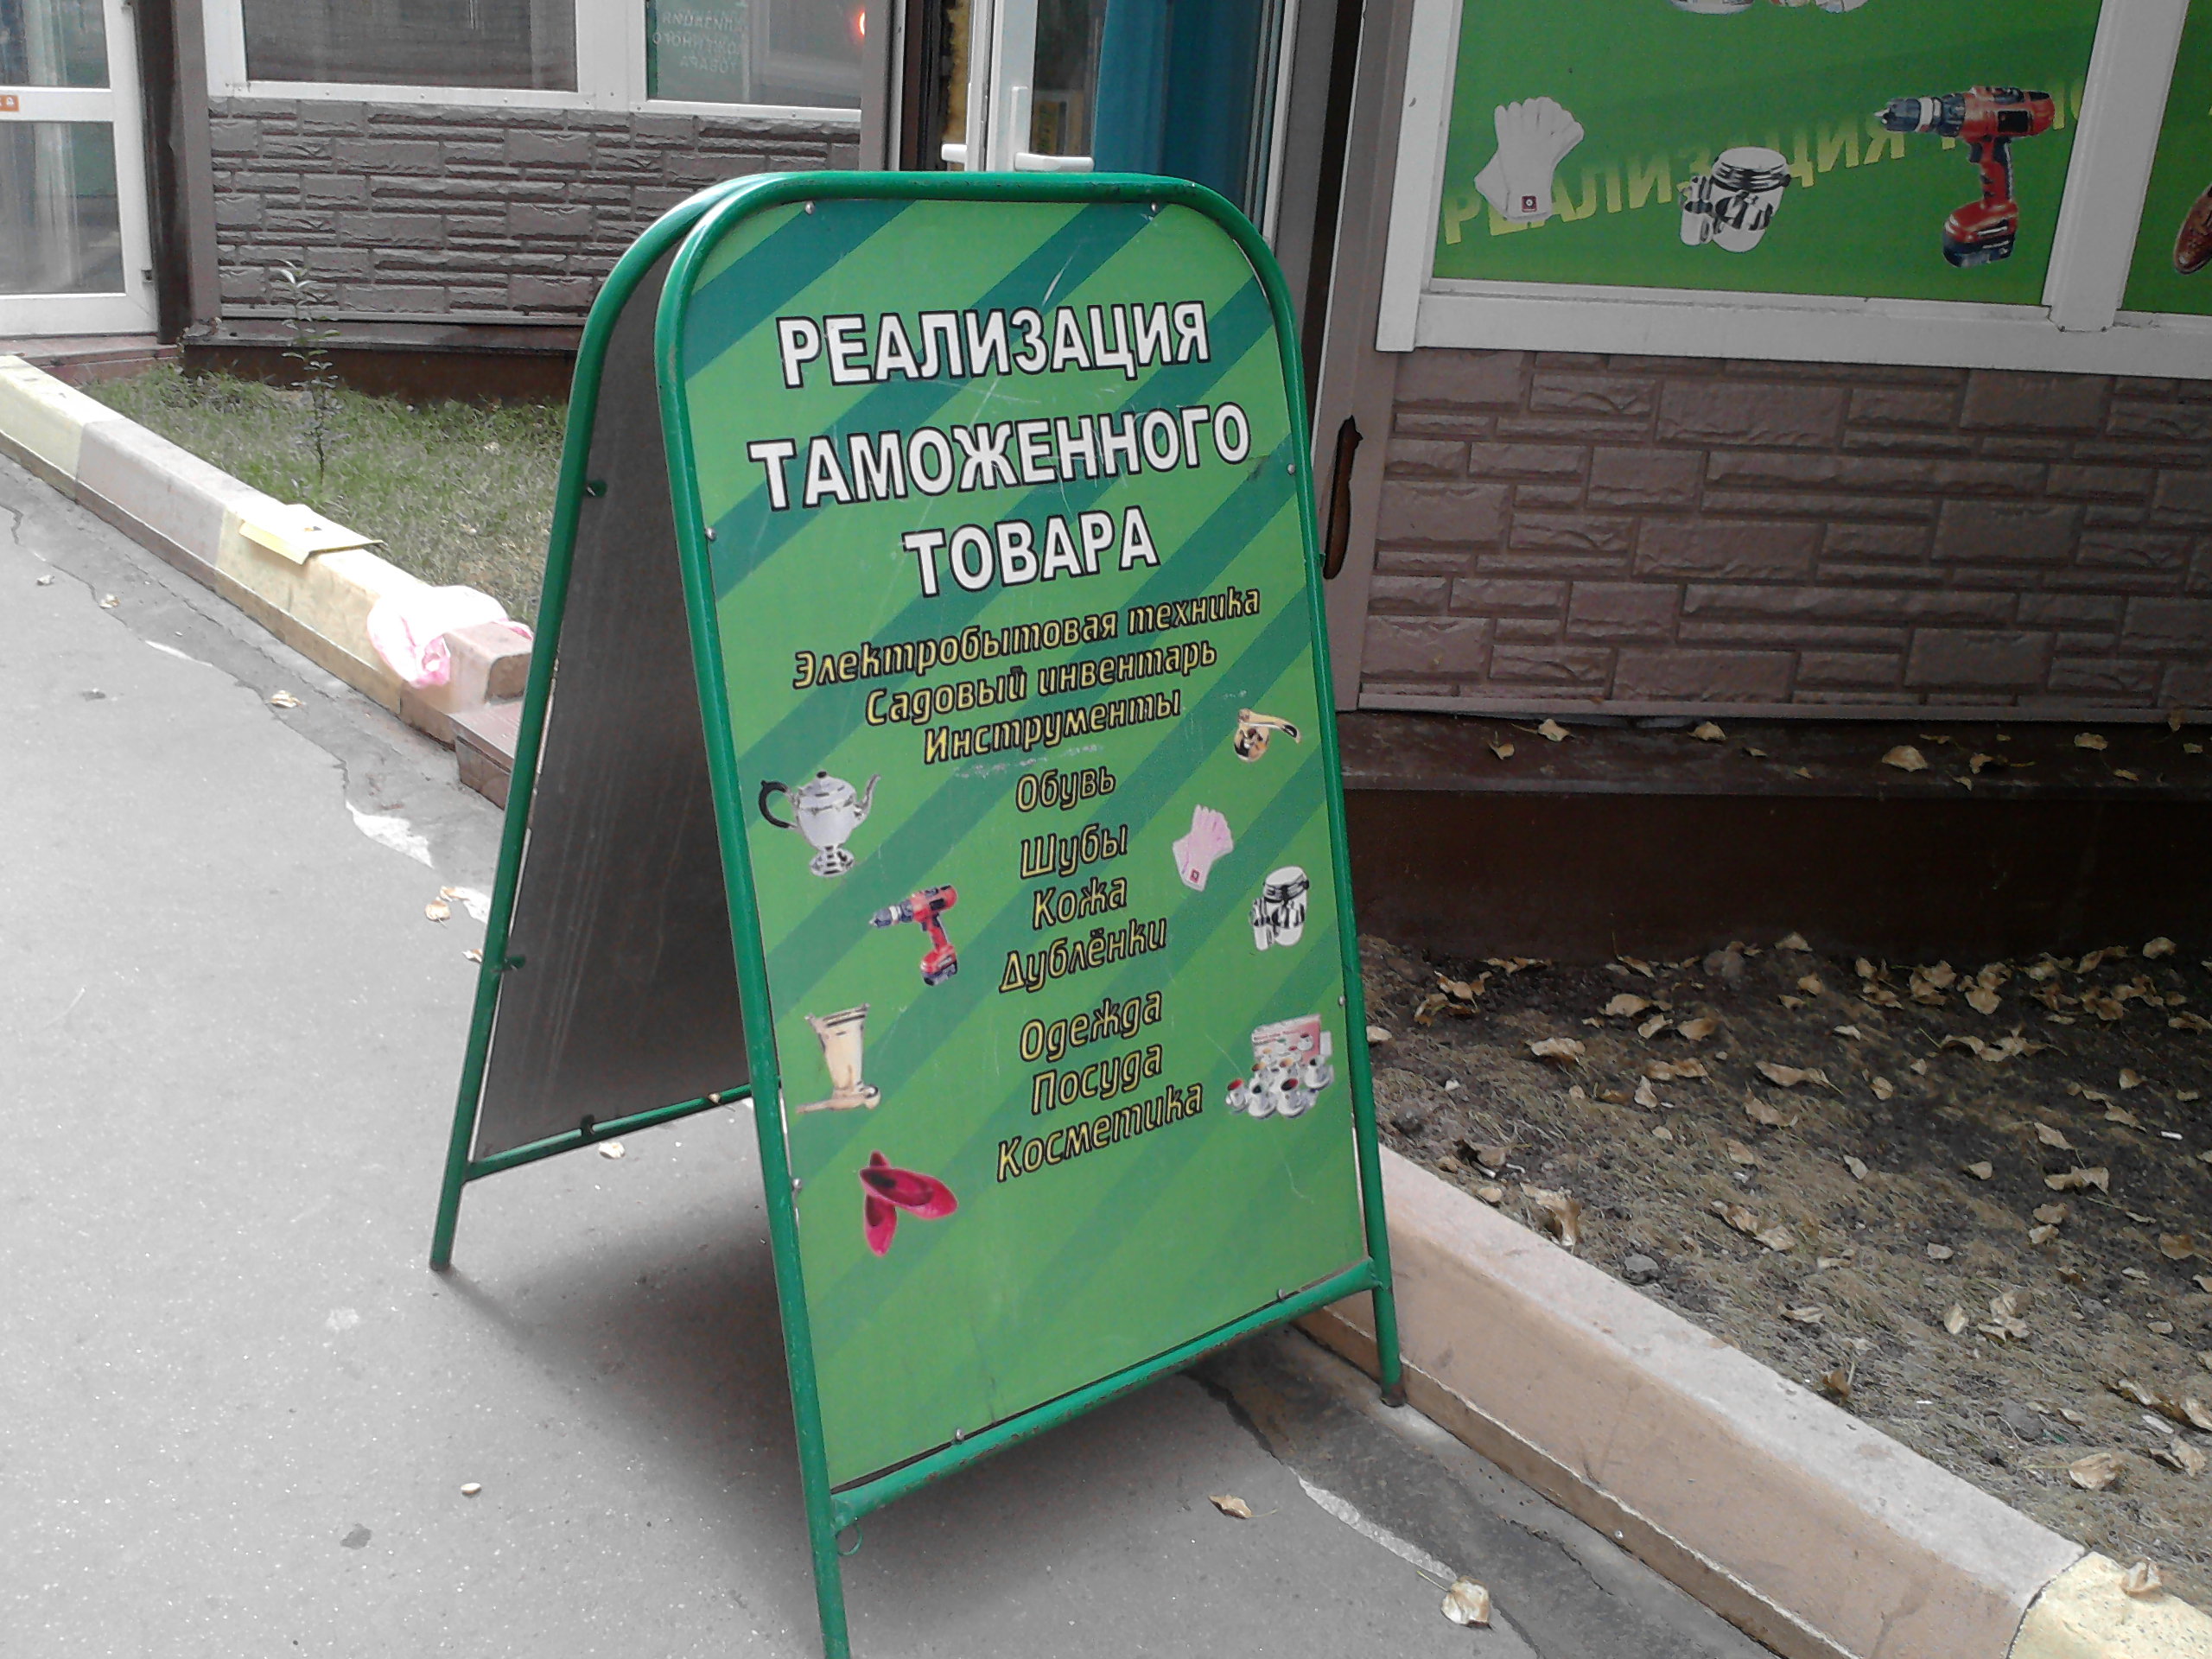 РЕАЛИЗАЦИЯ
ТАМОЖЕННОГО
ТОВАРА
Электробытовая техника
Садовый инвентарь
Инструменты
Обувь
Шубы
Кожа
Дублёнки
Одежда
Посуда
Косметика
РЕАЛИЗАЦИЯ